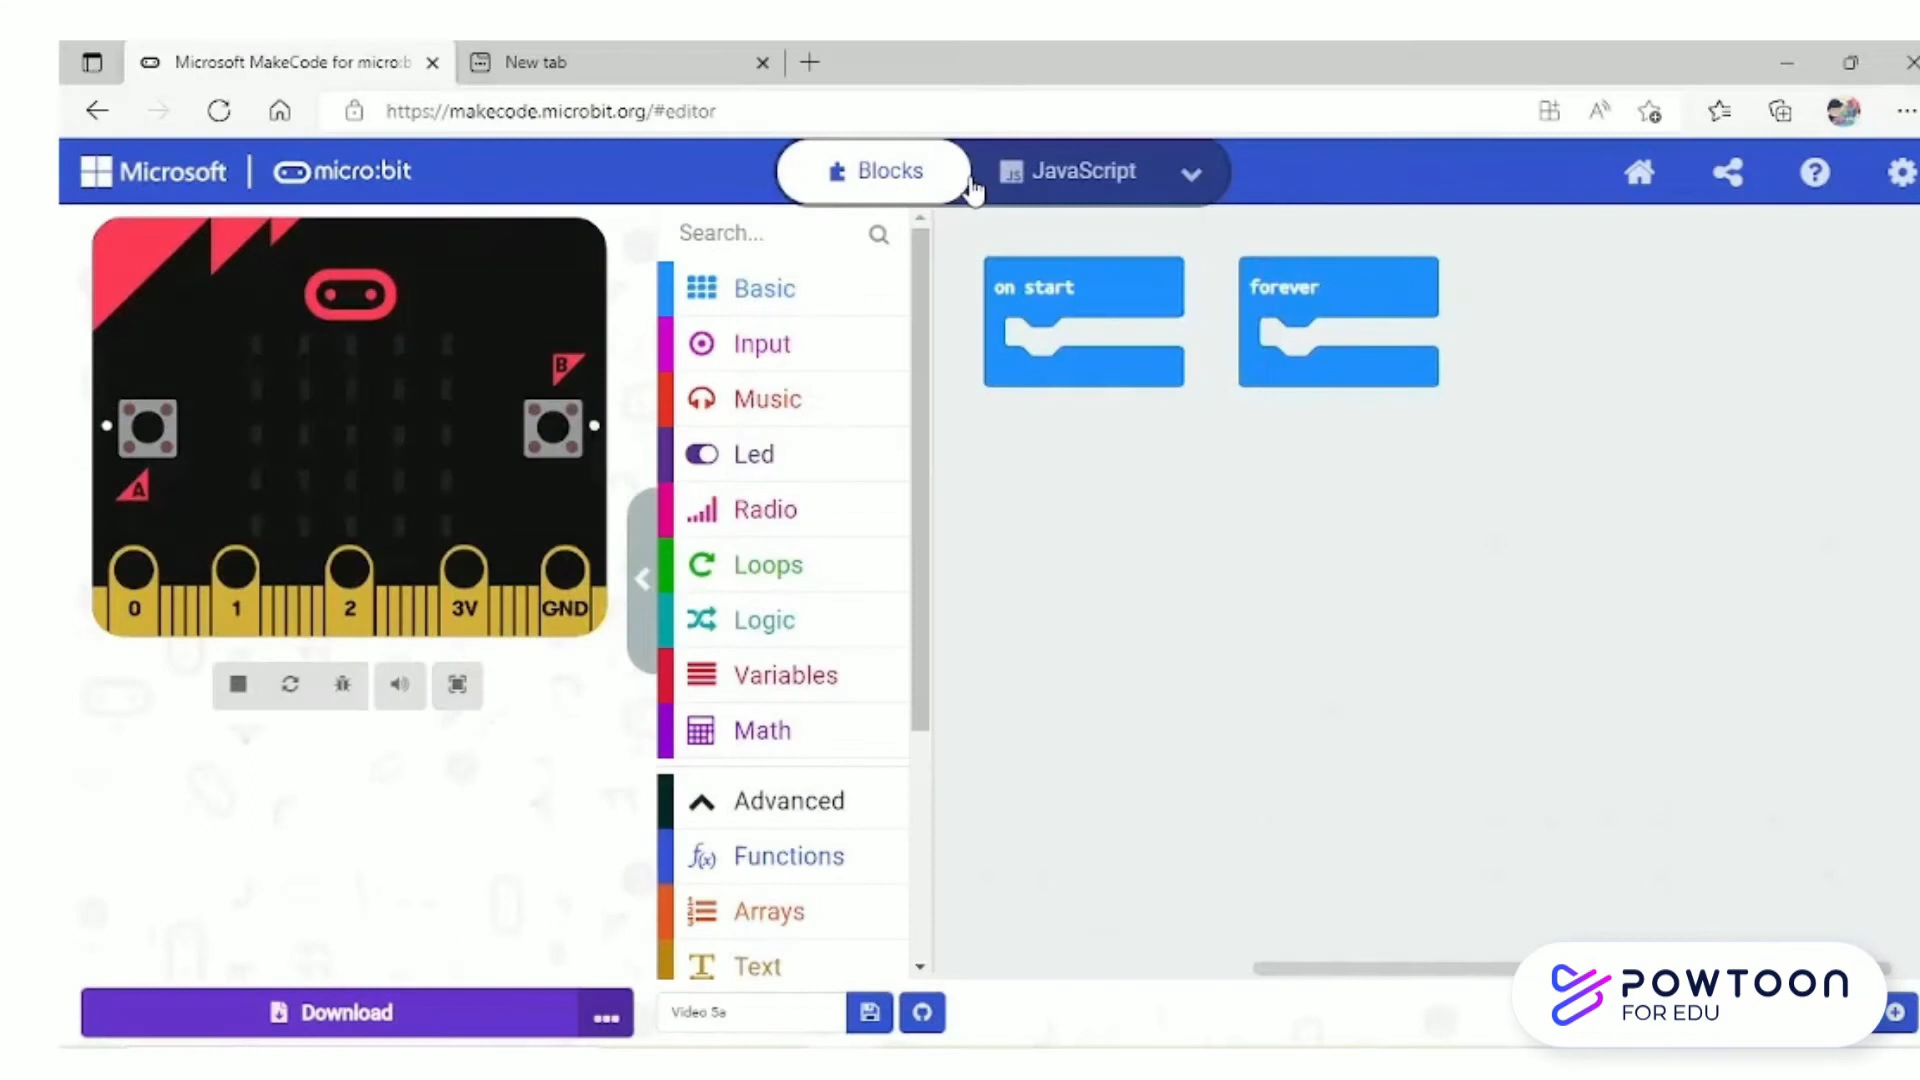 Microsoft MakeCode for micro:b
New tab
https://makecode.microbit.org/#editor
Microsoft
micro:bit
Blocks
JS JavaScript
Search...
Basic
Input
Music
Led
Radio
Loops
Logic
Variables
Math
Advanced
f(x) Functions
Arrays
Text
on start
forever
B
A
0 1 2 3V GND
Download
Video 5a
POWTOON
FOR EDU